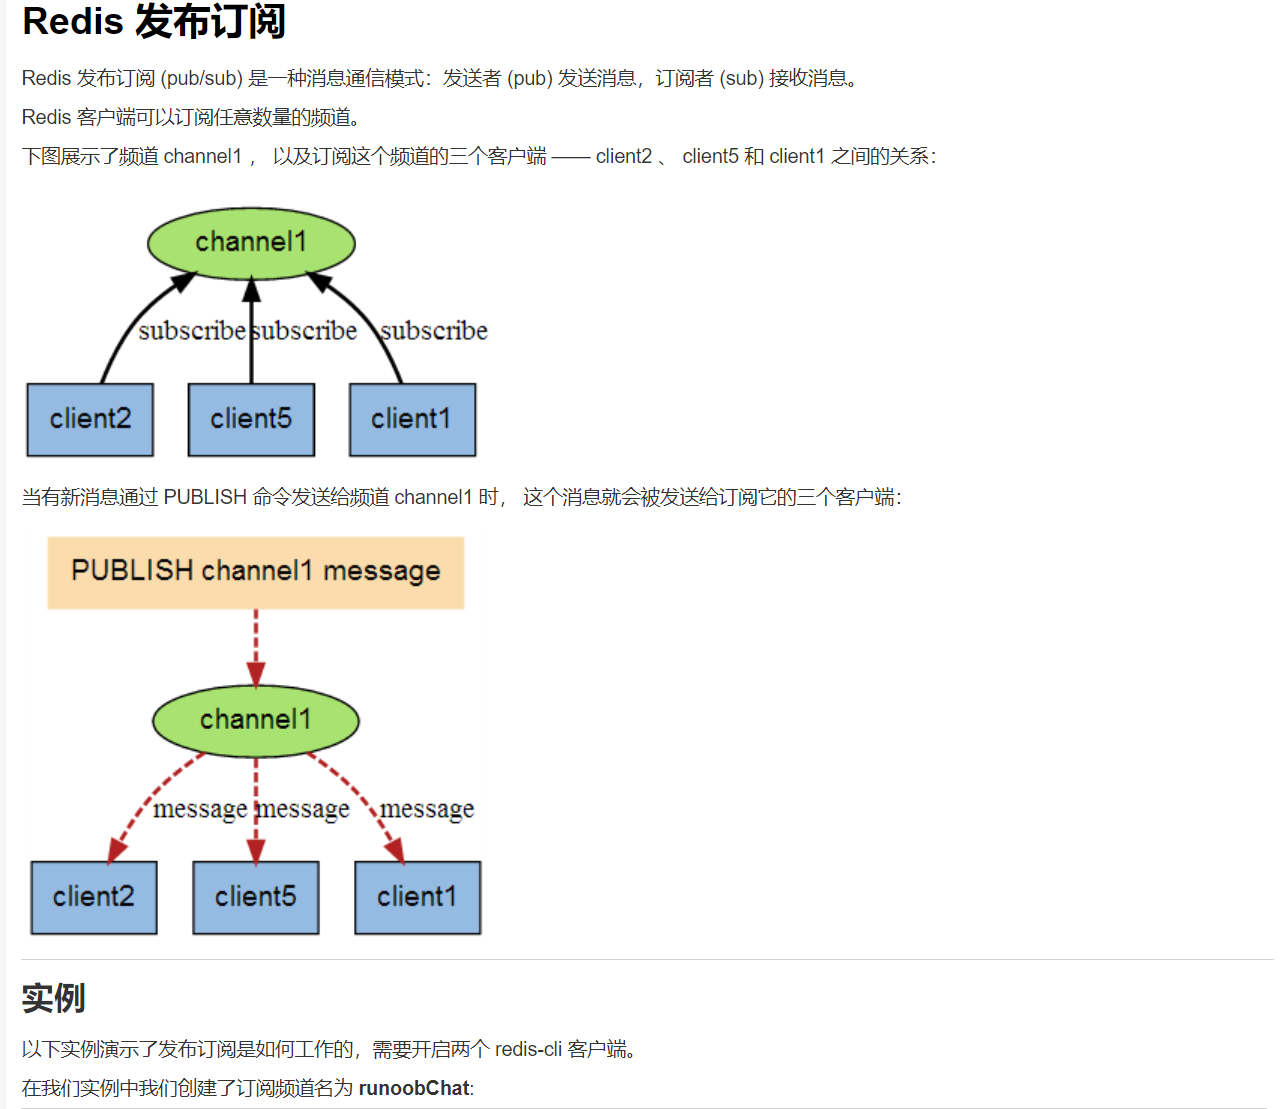 Redis 发布订阅
Redis 发布订阅 (pub/sub) 是一种消息通信模式：发送者 (pub) 发送消息，订阅者 (sub) 接收消息。
Redis 客户端可以订阅任意数量的频道。
下图展示了频道 channel1 ， 以及订阅这个频道的三个客户端 —— client2 、 client5 和 client1 之间的关系：
channel1
subscribe subscribe subscribe
client2 client5 client1
当有新消息通过 PUBLISH 命令发送给频道 channel1 时， 这个消息就会被发送给订阅它的三个客户端：
PUBLISH channel1 message
channel1
message message message
client2 client5 client1
实例
以下实例演示了发布订阅是如何工作的，需要开启两个 redis-cli 客户端。
在我们实例中我们创建了订阅频道名为 runoobChat: